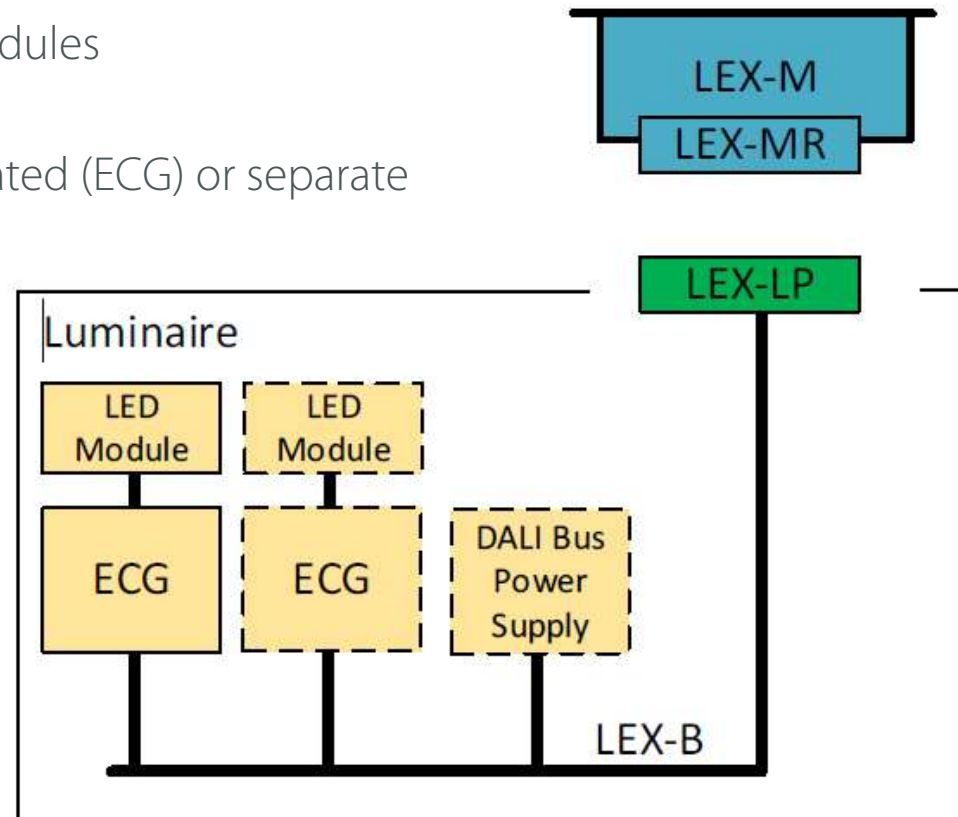 dules
ated (ECG) or separate
LEX-M
LEX-MR
LEX-LP
Luminaire
LED
Module
LED
Module
ECG
ECG
DALI Bus
Power
Supply
LEX-B